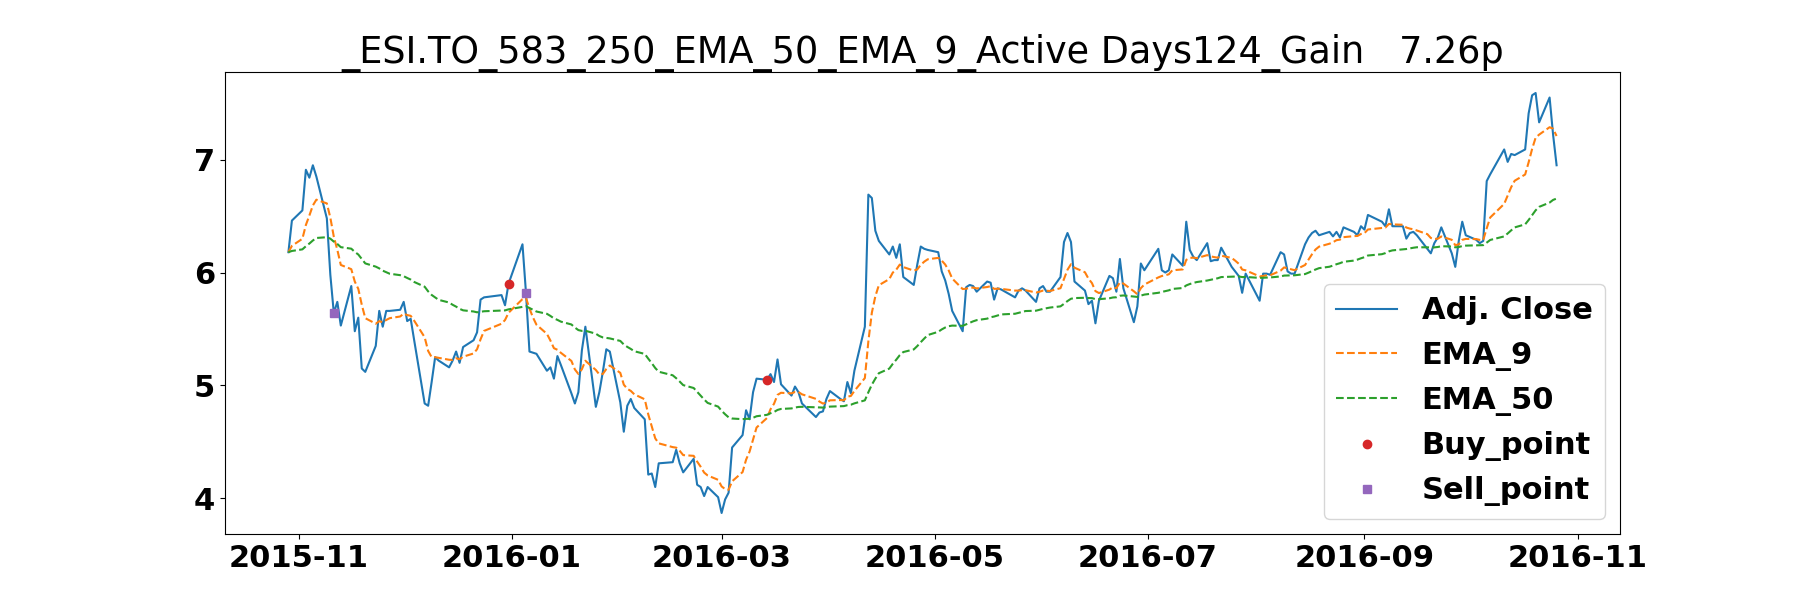 _ESI.TO_583_250_EMA_50_EMA_9_Active Days124_Gain   7.26p
7
6
5
4
2015-11 2016-01 2016-03 2016-05 2016-07 2016-09 2016-11
Adj. Close
EMA_9
EMA_50
Buy_point
Sell_point